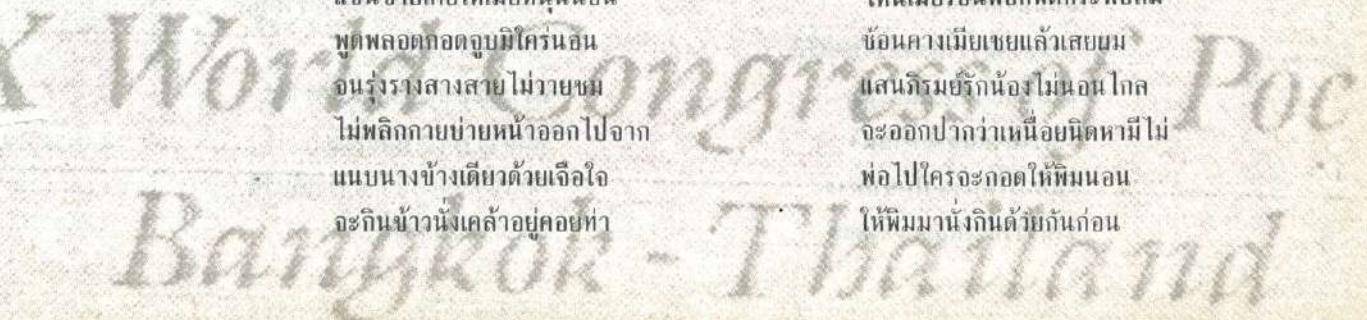 พูดพลอดกอดจูบมิใคร่นอน ช้อนคางเมียเชยแล้วเสยผม
จนรุ่งรางสางสายไม่วายชม แสนภิรมย์รักน้องไม่นอนไกล
ไม่พลิกกายบ่ายหน้าออกไปจาก จะออกปากว่าเหนื่อยนิดหามีไม่
แนบนางข้างเดียวด้วยเจือใจ พ่อไปใครจะกอดให้พิมนอน
จะกินข้าวนั่งเคล้าอยู่คอยท่า ให้พิมมานั่งกินด้วยกันก่อน
X World Congress of Poe
Bangkok - Thailand